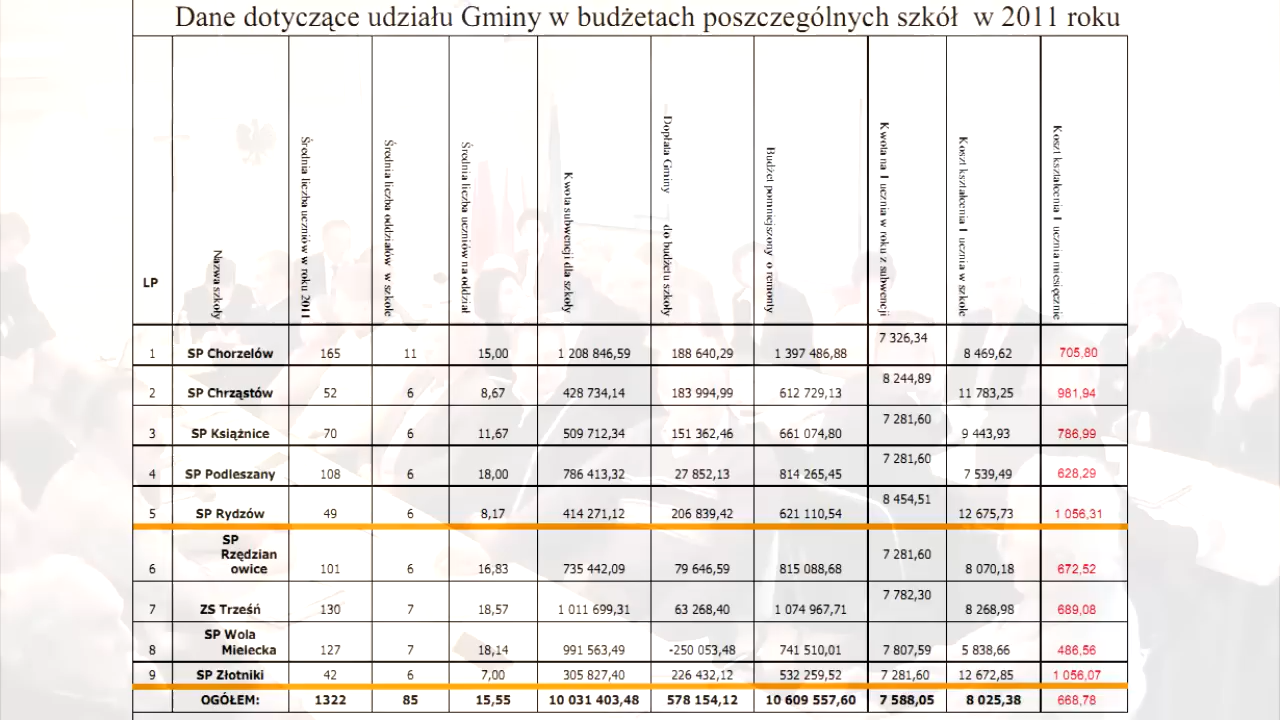 Dane dotyczące udziału Gminy w budżetach poszczególnych szkół w 2011 roku
LP
Nazwa szkoły
Średnia liczba uczniów w roku 2011
Średnia liczba oddziałów w szkole
Średnia liczba uczniów na oddział
Kwota subwencji dla szkoły
Dopłata Gminy do budżetu szkoły
Budżet pomniejszony o remonty
Kwota na 1 ucznia w roku z subwencji
Koszt kształcenia 1 ucznia w szkole
Koszt kształcenia 1 ucznia miesięcznie
1 SP Chorzelów 165 11 15,00 1 208 846,59 188 640,29 1 397 486,88 7 326,34 8 469,62 705,80
2 SP Chrząstów 52 6 8,67 428 734,14 183 994,99 612 729,13 8 244,89 11 783,25 981,94
3 SP Książnice 70 6 11,67 509 712,34 151 362,46 661 074,80 7 281,60 9 443,93 786,99
4 SP Podleszany 108 6 18,00 786 413,32 27 852,13 814 265,45 7 281,60 7 539,49 628,29
5 SP Rydzów 49 6 8,17 414 271,12 206 839,42 621 110,54 8 454,51 12 675,73 1 056,31
SP
Rzędzian
6 owice 101 6 16,83 735 442,09 79 646,59 815 088,68 7 281,60 8 070,18 672,52
7 ZS Trześń 130 7 18,57 1 011 699,31 63 268,40 1 074 967,71 7 782,30 8 268,98 689,08
SP Wola
8 Mielecka 127 7 18,14 991 563,49 -250 053,48 741 510,01 7 807,59 5 838,66 486,56
9 SP Złotniki 42 6 7,00 305 827,40 226 432,12 532 259,52 7 281,60 12 672,85 1 056,07
OGÓŁEM: 1322 85 15,55 10 031 403,48 578 154,12 10 609 557,60 7 588,05 8 025,38 668,78